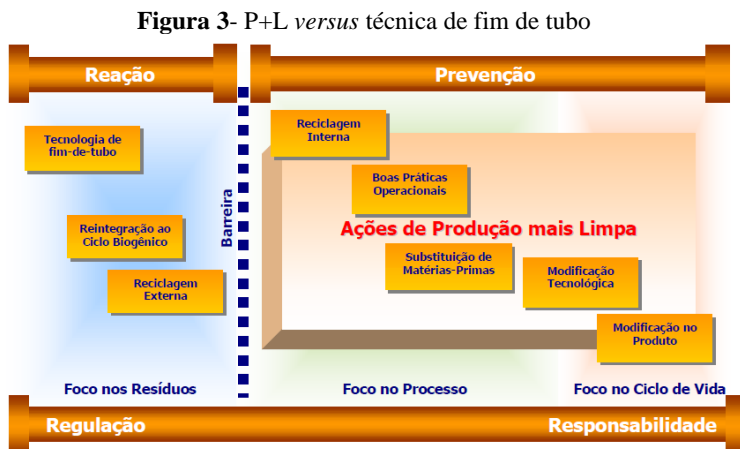 Figura 3- P+L versus técnica de fim de tubo
Reação
Prevenção
Tecnologia de
fim-de-tubo
Reintegração ao
Ciclo Biogênico
Reciclagem
Externa
Barreira
Reciclagem
Interna
Boas Práticas
Operacionais
Ações de Produção mais Limpa
Substituição de
Matérias-Primas
Modificação
Tecnológica
Modificação no
Produto
Foco nos Resíduos
Foco no Processo
Foco no Ciclo de Vida
Regulação
Responsabilidade